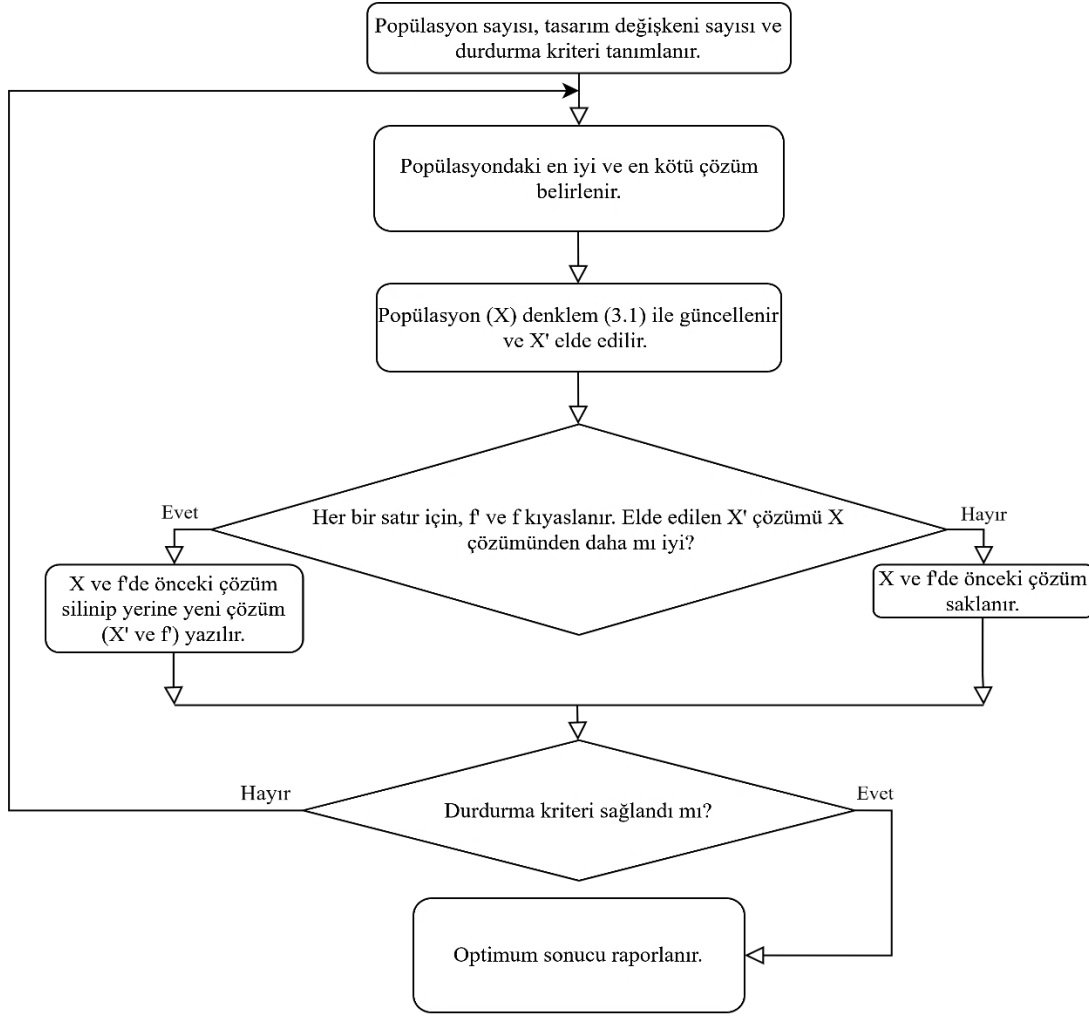 Popülasyon sayısı, tasarım değişkeni sayısı ve
durdurma kriteri tanımlanır.
Popülasyondaki en iyi ve en kötü çözüm
belirlenir.
Popülasyon (X) denklem (3.1) ile güncellenir
ve X' elde edilir.
Her bir satır için, f' ve f kıyaslanır. Elde edilen X' çözümü X
çözümünden daha mı iyi?
Evet
Hayır
X ve f'de önceki çözüm
silinip yerine yeni çözüm
(X' ve f') yazılır.
X ve f'de önceki çözüm
saklanır.
Durdurma kriteri sağlandı mı?
Hayır
Evet
Optimum sonucu raporlanır.